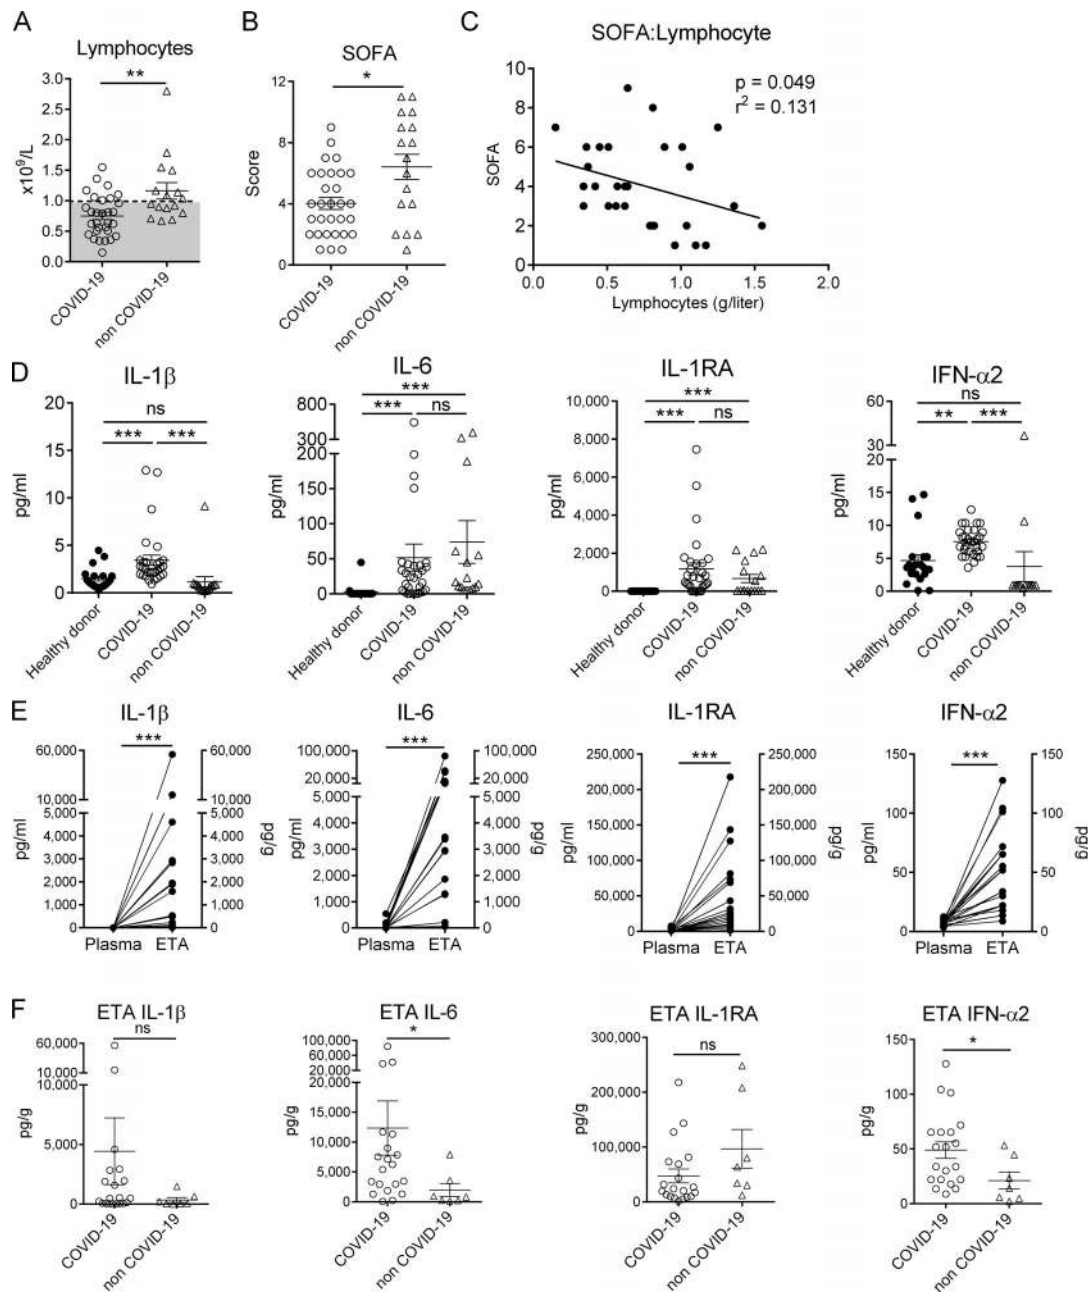 A
Lymphocytes
**
3.0
2.5
2.0
1.5
1.0
0.5
0.0
x10⁹/L
COVID-19
non COVID-19
B
SOFA
*
12
8
4
0
Score
COVID-19
non COVID-19
C
SOFA:Lymphocyte
p = 0.049
r² = 0.131
10
8
6
4
2
0
SOFA
0.0 0.5 1.0 1.5 2.0
Lymphocytes (g/liter)
D
IL-1β
ns
*** ***
20
15
10
5
0
pg/ml
Healthy donor
COVID-19
non COVID-19
IL-6
***
*** ns
800
300
200
150
100
50
0
pg/ml
Healthy donor
COVID-19
non COVID-19
IL-1RA
***
*** ns
10,000
8,000
6,000
4,000
2,000
0
pg/ml
Healthy donor
COVID-19
non COVID-19
IFN-α2
ns
** ***
60
30
20
15
10
5
0
pg/ml
Healthy donor
COVID-19
non COVID-19
E
IL-1β
***
60,000 60,000
10,000 10,000
5,000 5,000
4,000 4,000
3,000 3,000
2,000 2,000
1,000 1,000
0 0
pg/ml
pg/g
Plasma ETA
IL-6
***
100,000 100,000
20,000 20,000
5,000 5,000
4,000 4,000
3,000 3,000
2,000 2,000
1,000 1,000
0 0
pg/ml
pg/g
Plasma ETA
IL-1RA
***
250,000 250,000
200,000 200,000
150,000 150,000
100,000 100,000
50,000 50,000
0 0
pg/ml
pg/g
Plasma ETA
IFN-α2
***
150 150
100 100
50 50
0 0
pg/ml
pg/g
Plasma ETA
F
ETA IL-1β
ns
60,000
10,000
10,000
5,000
0
pg/g
COVID-19
non COVID-19
ETA IL-6
*
100,000
80,000
60,000
40,000
20,000
20,000
15,000
10,000
5,000
0
pg/g
COVID-19
non COVID-19
ETA IL-1RA
ns
300,000
200,000
100,000
0
pg/g
COVID-19
non COVID-19
ETA IFN-α2
*
150
100
50
0
pg/g
COVID-19
non COVID-19